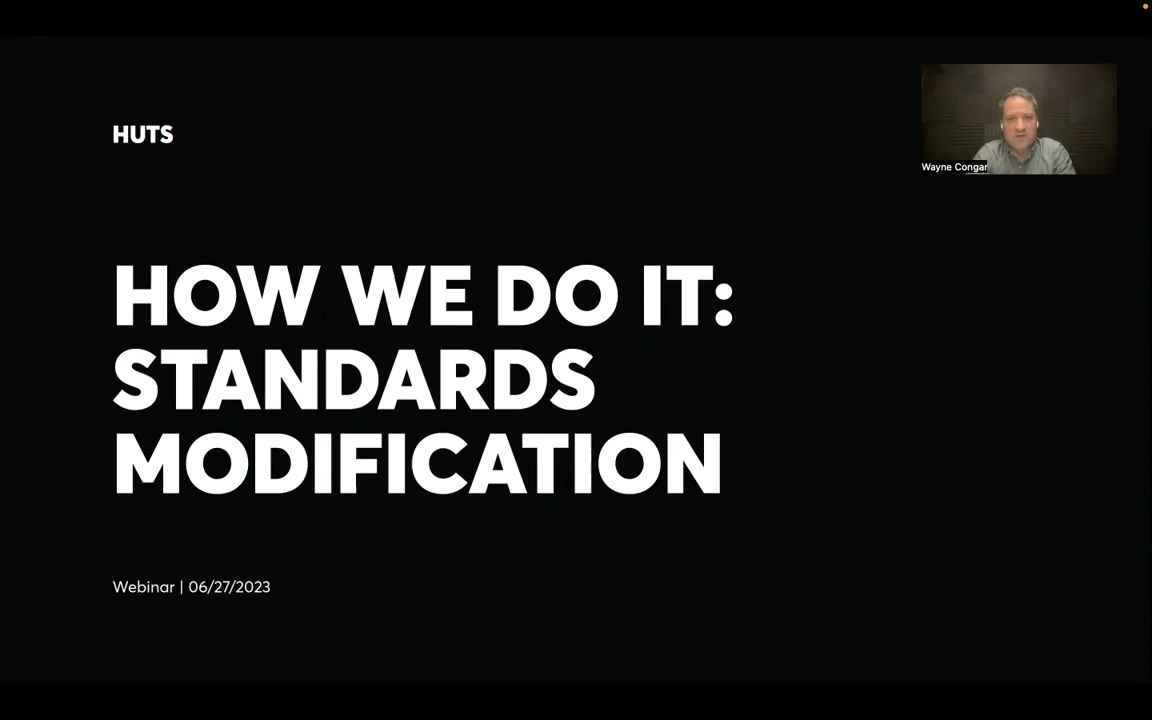 HUTS
Wayne Congar
HOW WE DO IT:
STANDARDS
MODIFICATION
Webinar | 06/27/2023